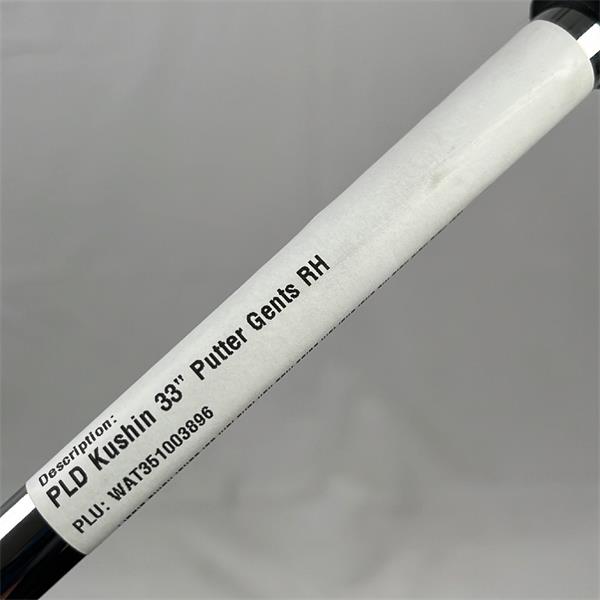 Description:
PLD Kushin 33" Putter Gents RH
PLU: WAT351003896